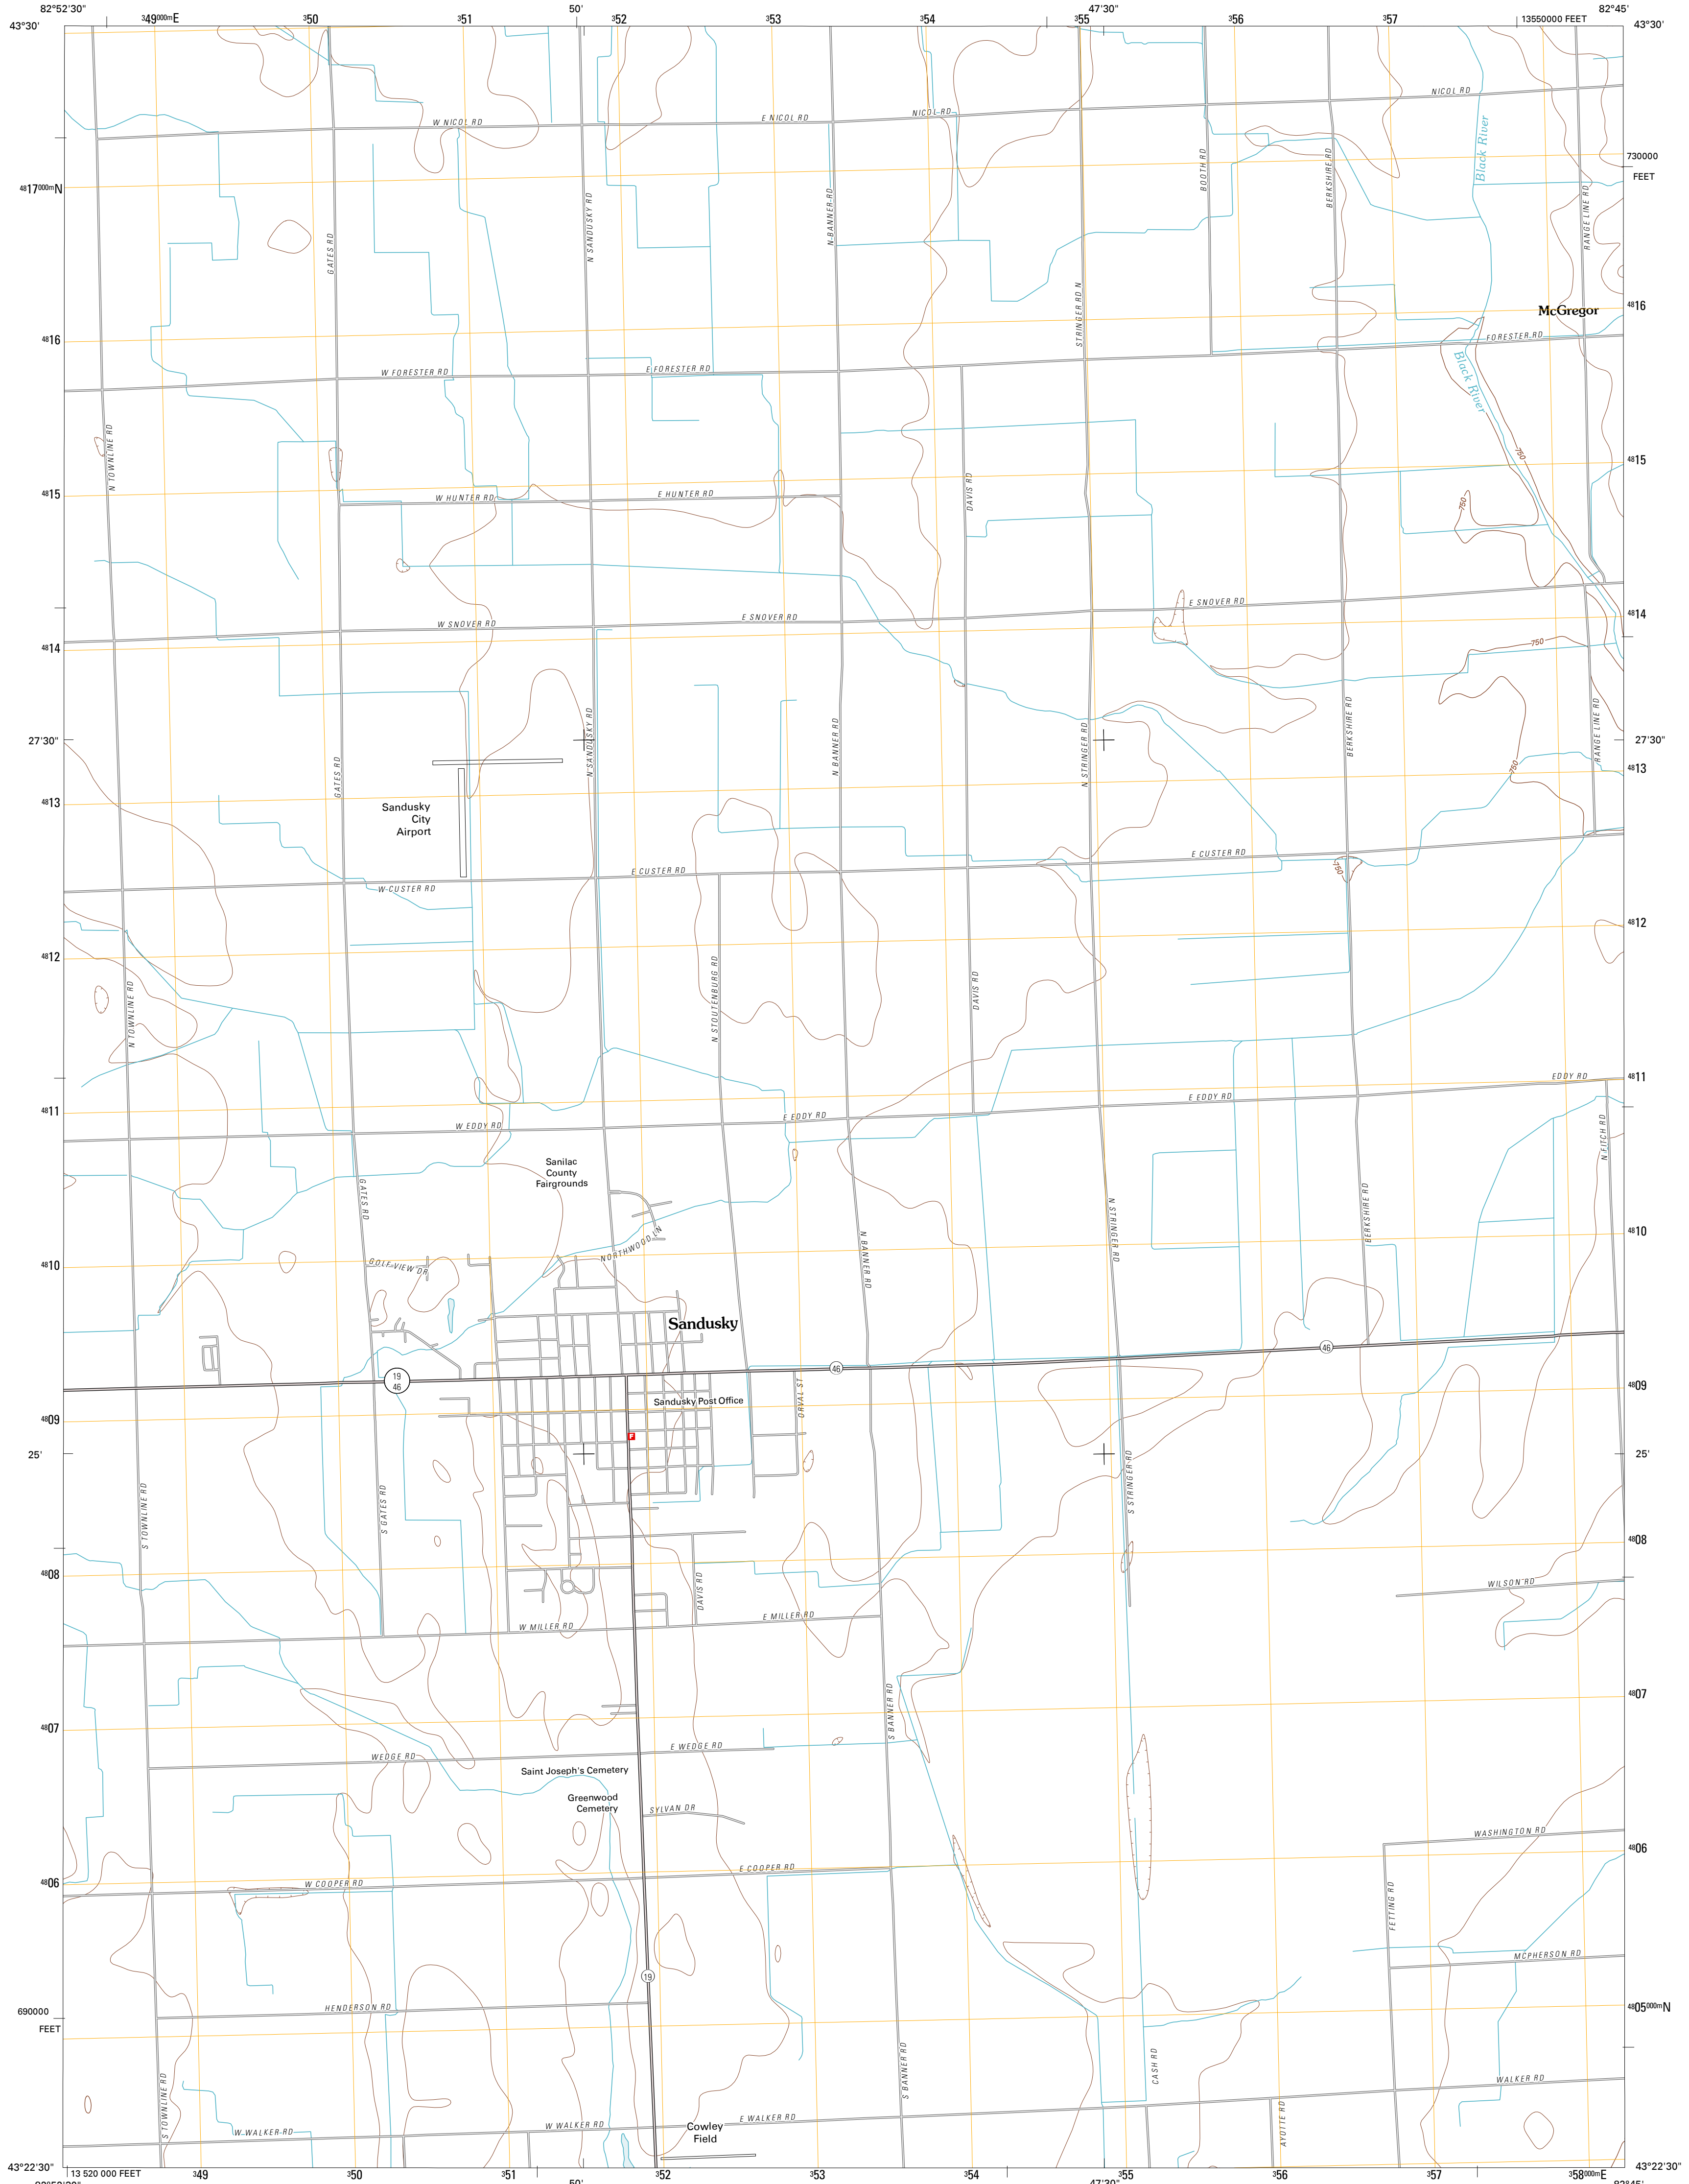 82°52'30"
³49⁰⁰⁰ᵐE
³50
³51
50'
³52
³53
³54
³55
47'30"
³56
³57
13550000 FEET
82°45'
43°30'
43°30'
NICOL RD
W NICOL RD
E NICOL RD
NICOL RD
Black River
730000
FEET
BOOTH RD
BERKSHIRE RD
⁴⁸17⁰⁰⁰ᵐN
N SANDUSKY RD
N BANNER RD
RANGE LINE RD
GATES RD
STRINGER RD N
⁴⁸16
McGregor
⁴⁸16
FORESTER RD
W FORESTER RD
E FORESTER RD
Black River
N TOWNLINE RD
750
⁴⁸15
DAVIS RD
⁴⁸15
W HUNTER RD
E HUNTER RD
750
E SNOVER RD
⁴⁸14
W SNOVER RD
E SNOVER RD
750
⁴⁸14
27'30"
N SANDUSKY RD
N BANNER RD
N STRINGER RD
BERKSHIRE RD
RANGE LINE RD
27'30"
GATES RD
750
⁴⁸13
⁴⁸13
Sandusky
City
Airport
E CUSTER RD
E CUSTER RD
750
W CUSTER RD
⁴⁸12
⁴⁸12
N TOWNLINE RD
N STOUTENBURG RD
DAVIS RD
EDDY RD
⁴⁸11
⁴⁸11
W EDDY RD
E EDDY RD
E EDDY RD
N FITCH RD
Sanilac
County
Fairgrounds
GATES RD
BERKSHIRE RD
N STRINGER RD
N BANNER RD
⁴⁸10
NORTHWOOD LN
GOLF VIEW DR
⁴⁸10
Sandusky
46
46
19
46
⁴⁸09
Sandusky Post Office
ORVAL ST
⁴⁸09
F
25'
25'
S TOWNLINE RD
S GATES RD
S STRINGER RD
⁴⁸08
⁴⁸08
WILSON RD
DAVIS RD
W MILLER RD
E MILLER RD
⁴⁸07
S BANNER RD
⁴⁸07
WEDGE RD
E WEDGE RD
Saint Joseph's Cemetery
Greenwood
Cemetery
SYLVAN DR
WASHINGTON RD
⁴⁸06
E COOPER RD
⁴⁸06
W COOPER RD
FETTING RD
MCPHERSON RD
19
690000
FEET
HENDERSON RD
⁴⁸05⁰⁰⁰ᵐN
S TOWNLINE RD
S BANNER RD
CASH RD
WALKER RD
AYOTTE RD
W WALKER RD
W WALKER RD
E WALKER RD
Cowley
Field
43°22'30"
43°22'30"
13 520 000 FEET
³49
³50
³51
³52
³53
³54
³55
³56
³57
³58⁰⁰⁰ᵐE
50'
47'30"
82°45'